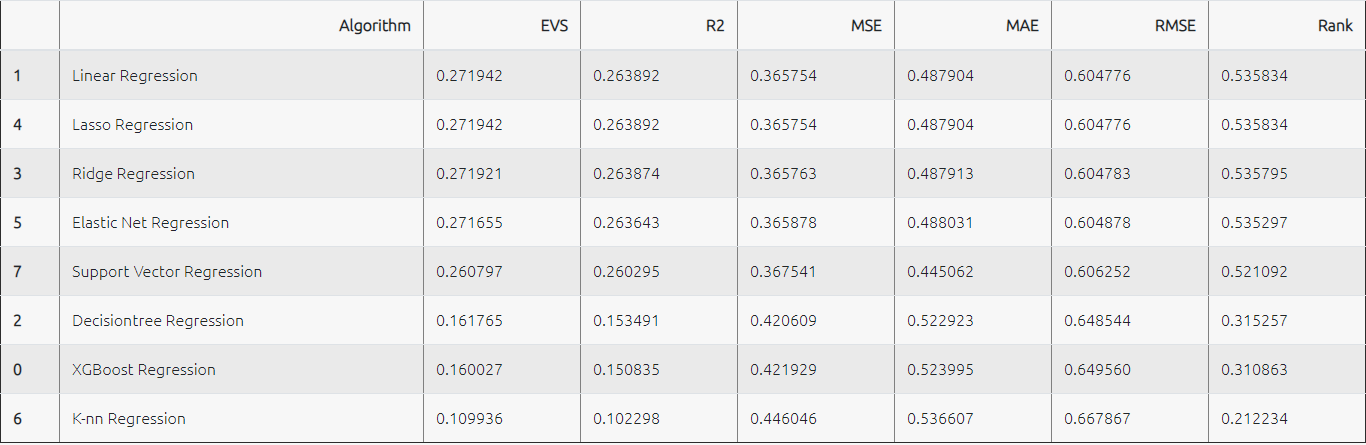 Algorithm EVS R2 MSE MAE RMSE Rank
1 Linear Regression 0.271942 0.263892 0.365754 0.487904 0.604776 0.535834
4 Lasso Regression 0.271942 0.263892 0.365754 0.487904 0.604776 0.535834
3 Ridge Regression 0.271921 0.263874 0.365763 0.487913 0.604783 0.535795
5 Elastic Net Regression 0.271655 0.263643 0.365878 0.488031 0.604878 0.535297
7 Support Vector Regression 0.260797 0.260295 0.367541 0.445062 0.606252 0.521092
2 Decisiontree Regression 0.161765 0.153491 0.420609 0.522923 0.648544 0.315257
0 XGBoost Regression 0.160027 0.150835 0.421929 0.523995 0.649560 0.310863
6 K-nn Regression 0.109936 0.102298 0.446046 0.536607 0.667867 0.212234